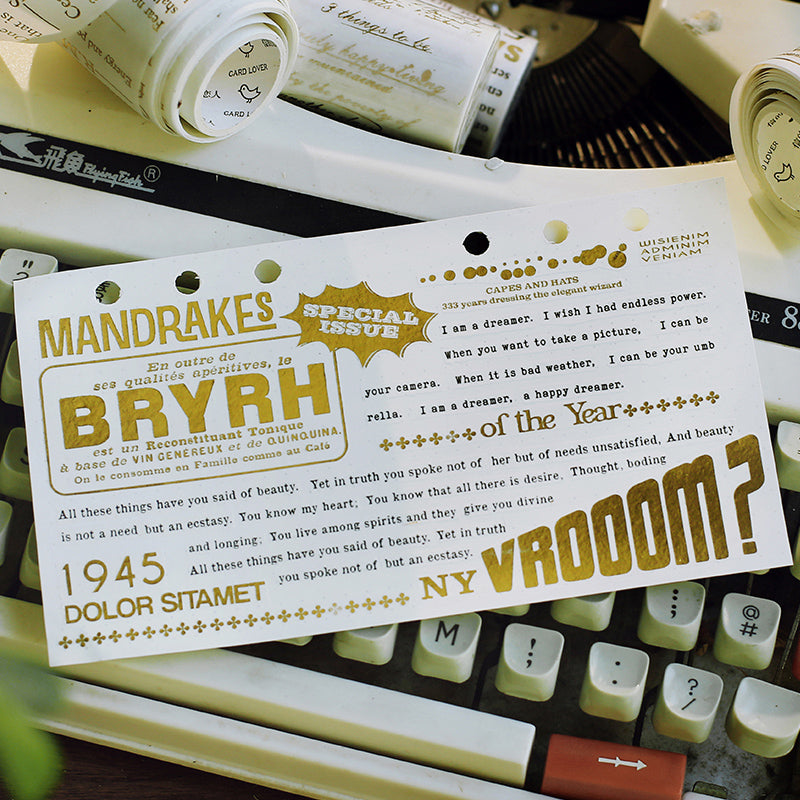 3 things to be
CARD LOVER
CARD LOVER
飛魚 Flying Fish ®
MANDRAKES
SPECIAL
ISSUE
En outre de
ses qualités apéritives, le
BRYRH
est un Reconstituant Tonique
à base de VIN GENEREUX et de QUINQUINA.
On le consomme en Famille comme au Café
WISIENIM
ADMINIM
VENIAM
CAPES AND HATS
333 years dressing the elegant wizard
I am a dreamer. I wish I had endless power.
When you want to take a picture, I can be
your camera. When it is bad weather, I can be your umb
rella. I am a dreamer, a happy dreamer.
of the Year
All these things have you said of beauty. Yet in truth you spoke not of her but of needs unsatisfied, And beauty
is not a need but an ecstasy. You know my heart; You know that all there is desire, Thought, boding
and longing; You live among spirits and they give you divine
All these things have you said of beauty. Yet in truth
you spoke not of but an ecstasy.
1945
DOLOR SITAMET
NY VROOOM?
"
M
!
;
:
.
@
#
?
/